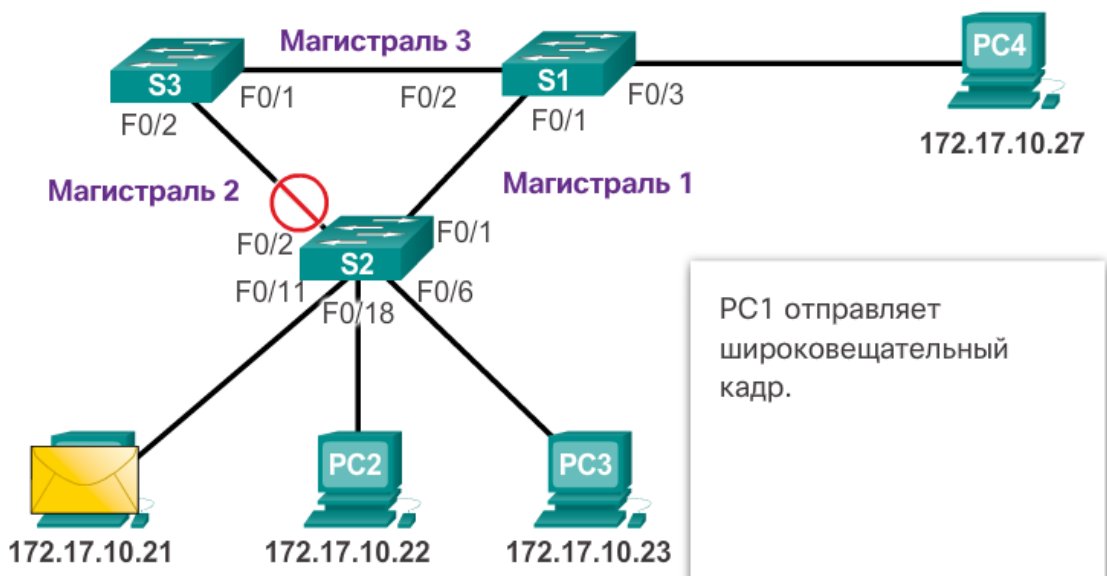 Магистраль 3
PC4
S3
S1
F0/1
F0/2
F0/3
F0/2
F0/1
172.17.10.27
Магистраль 2
Магистраль 1
F0/2
F0/1
S2
F0/11
F0/6
F0/18
PC1 отправляет
широковещательный
кадр.
PC2
PC3
172.17.10.21
172.17.10.22
172.17.10.23